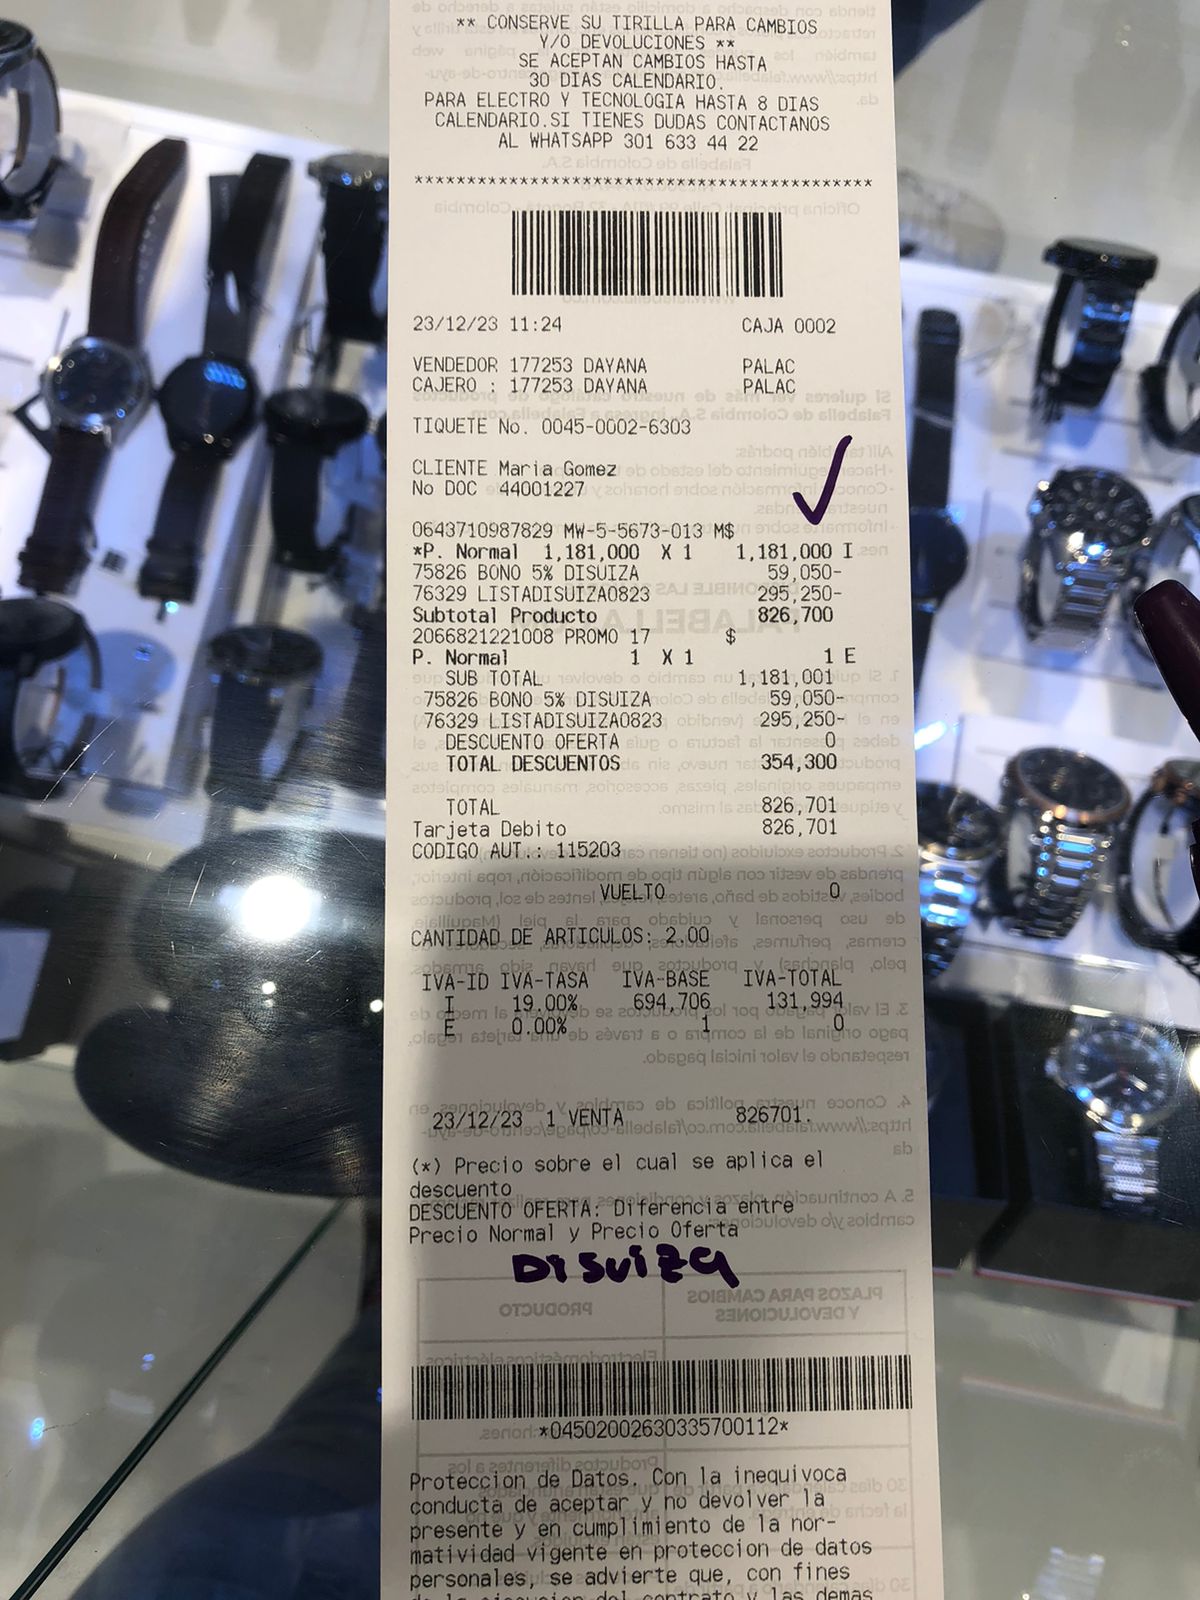 ** CONSERVE SU TIRILLA PARA CAMBIOS
Y/O DEVOLUCIONES **
SE ACEPTAN CAMBIOS HASTA
30 DIAS CALENDARIO.
PARA ELECTRO Y TECNOLOGIA HASTA 8 DIAS
CALENDARIO.SI TIENES DUDAS CONTACTANOS
AL WHATSAPP 301 633 44 22
*******************************************
23/12/23 11:24 CAJA 0002
VENDEDOR 177253 DAYANA PALAC
CAJERO : 177253 DAYANA PALAC
TIQUETE No. 0045-0002-6303
CLIENTE Maria Gomez
No DOC 44001227
0643710987829 MW-5-5673-013 M$
*P. Normal 1,181,000 X 1 1,181,000 I
75826 BONO 5% DISUIZA 59,050-
76329 LISTADISUIZA0823 295,250-
Subtotal Producto 826,700
2066821221008 PROMO 17 $
P. Normal 1 X 1 1 E
SUB TOTAL 1,181,001
75826 BONO 5% DISUIZA 59,050-
76329 LISTADISUIZA0823 295,250-
DESCUENTO OFERTA 0
TOTAL DESCUENTOS 354,300
TOTAL 826,701
Tarjeta Debito 826,701
CODIGO AUT.: 115203
VUELTO 0
CANTIDAD DE ARTICULOS: 2.00
IVA-ID IVA-TASA IVA-BASE IVA-TOTAL
I 19.00% 694,706 131,994
E 0.00% 1 0
23/12/23 1 VENTA 826701.
(*) Precio sobre el cual se aplica el
descuento
DESCUENTO OFERTA: Diferencia entre
Precio Normal y Precio Oferta
DISUIZA
*04502002630335700112*
Proteccion de Datos. Con la inequivoca
conducta de aceptar y no devolver la
presente y en cumplimiento de la nor-
matividad vigente en proteccion de datos
personales, se advierte que, con fines
de la ejecucion del contrato y las demas